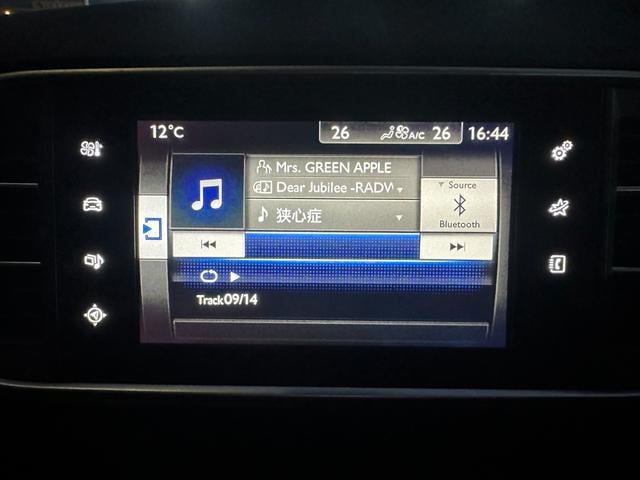 12°C 26 A/C 26 16:44
Mrs. GREEN APPLE
Dear Jubilee -RADW
Source
狭心症
Bluetooth
Track09/14